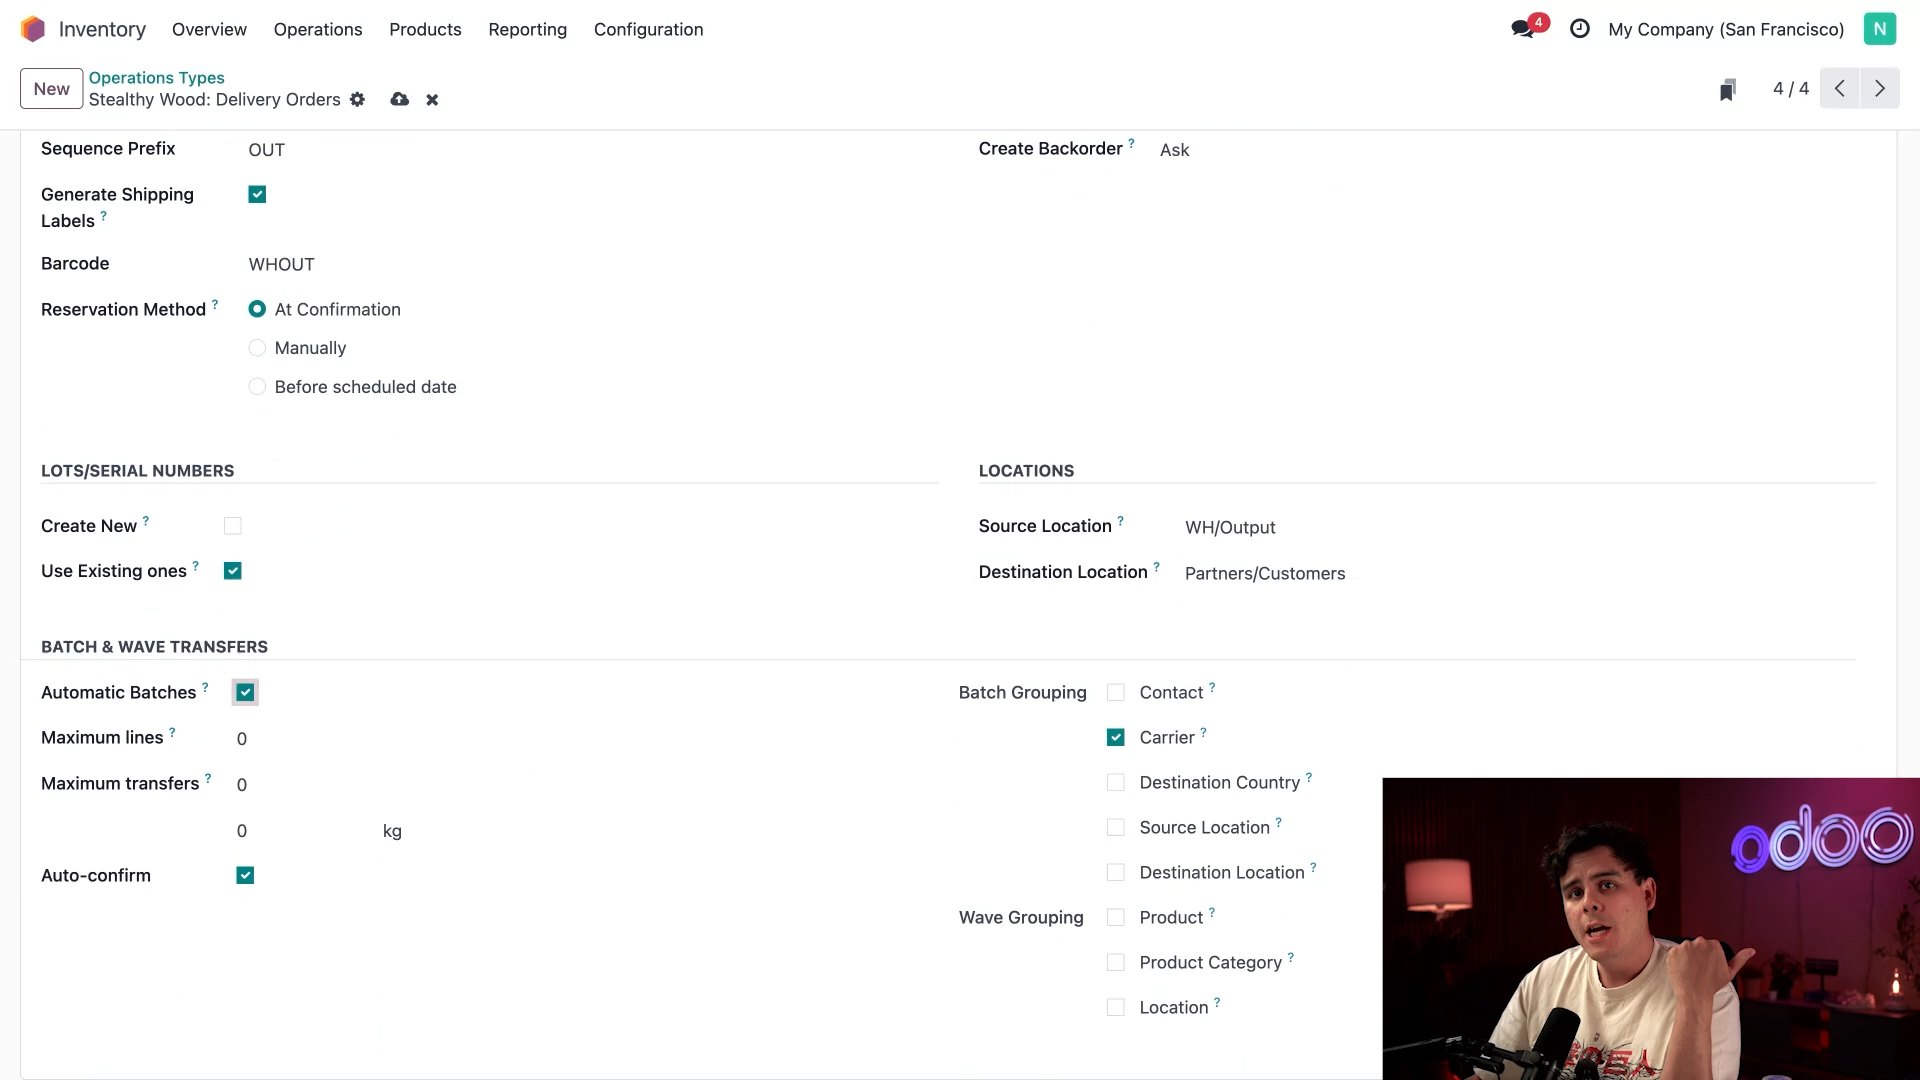 Inventory Overview Operations Products Reporting Configuration 4 My Company (San Francisco) N
New Operations Types
Stealthy Wood: Delivery Orders 4 / 4
Sequence Prefix OUT Create Backorder ? Ask
Generate Shipping
Labels ?
Barcode WHOUT
Reservation Method ? At Confirmation
Manually
Before scheduled date
LOTS/SERIAL NUMBERS LOCATIONS
Create New ? Source Location ? WH/Output
Use Existing ones ? Destination Location ? Partners/Customers
BATCH & WAVE TRANSFERS
Automatic Batches ? Batch Grouping Contact ?
Maximum lines ? 0 Carrier ?
Maximum transfers ? 0 Destination Country ?
0 kg Source Location ?
Auto-confirm Destination Location ?
Wave Grouping Product ?
Product Category ?
Location ?
odoo